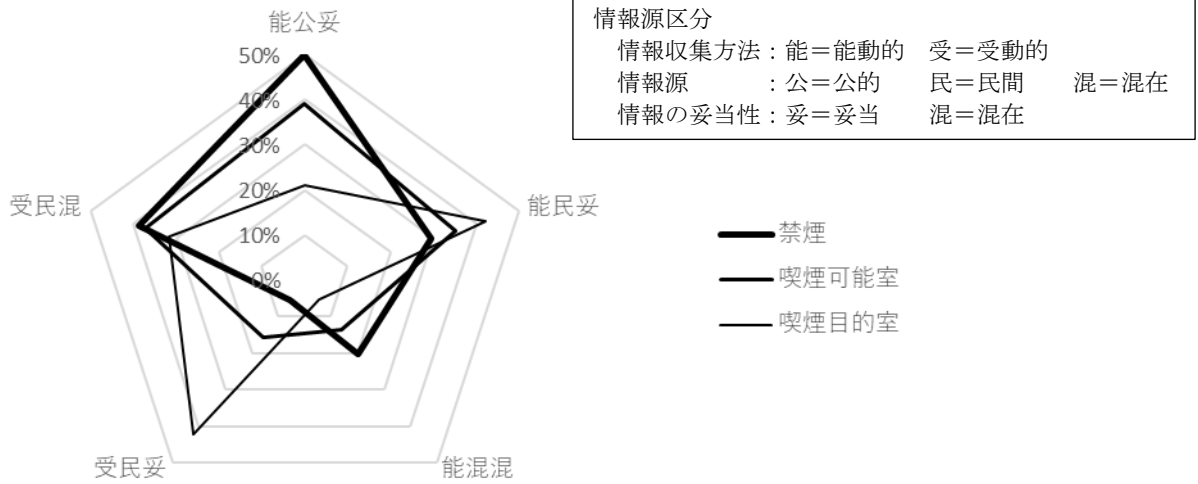 能公妥
50%
40%
30%
20%
10%
0%
能民妥
能混混
受民妥
受民混
情報源区分
情報収集方法：能＝能動的　受＝受動的
情報源　　　：公＝公的　　民＝民間　　混＝混在
情報の妥当性：妥＝妥当　　混＝混在
禁煙
喫煙可能室
喫煙目的室